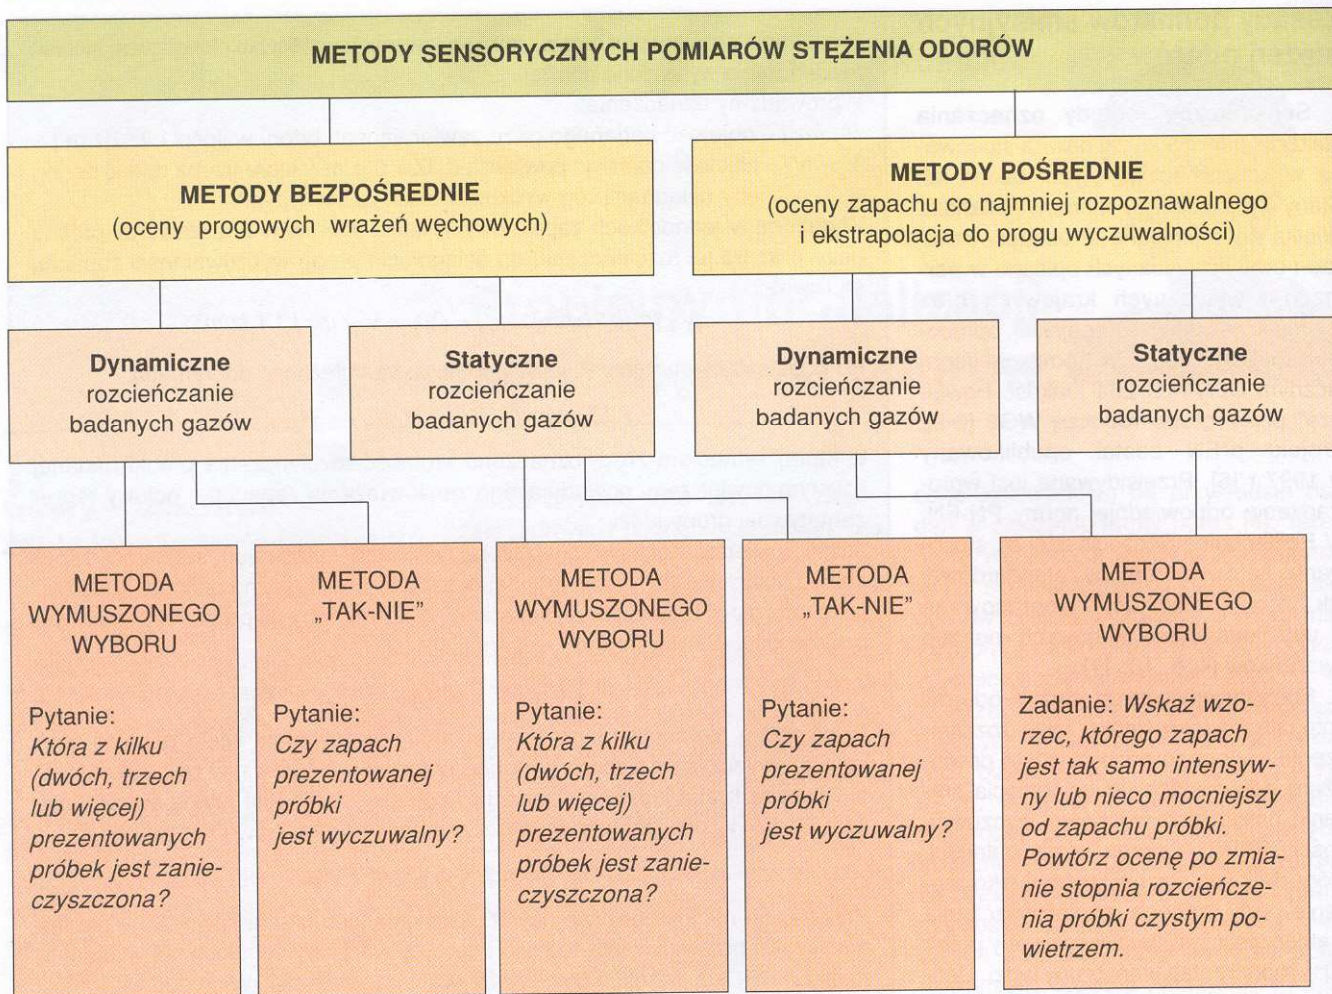 METODY SENSORYCZNYCH POMIARÓW STĘŻENIA ODORÓW
METODY BEZPOŚREDNIE
(oceny progowych wrażeń węchowych)
METODY POŚREDNIE
(oceny zapachu co najmniej rozpoznawalnego
i ekstrapolacja do progu wyczuwalności)
Dynamiczne
rozcieńczanie
badanych gazów
Statyczne
rozcieńczanie
badanych gazów
Dynamiczne
rozcieńczanie
badanych gazów
Statyczne
rozcieńczanie
badanych gazów
METODA
WYMUSZONEGO
WYBORU
Pytanie:
Która z kilku
(dwóch, trzech
lub więcej)
prezentowanych
próbek jest zanie-
czyszczona?
METODA
„TAK-NIE”
Pytanie:
Czy zapach
prezentowanej
próbki
jest wyczuwalny?
METODA
WYMUSZONEGO
WYBORU
Pytanie:
Która z kilku
(dwóch, trzech
lub więcej)
prezentowanych
próbek jest zanie-
czyszczona?
METODA
„TAK-NIE”
Pytanie:
Czy zapach
prezentowanej
próbki
jest wyczuwalny?
METODA
WYMUSZONEGO
WYBORU
Zadanie: Wskaż wzo-
rzec, którego zapach
jest tak samo intensyw-
ny lub nieco mocniejszy
od zapachu próbki.
Powtórz ocenę po zmia-
nie stopnia rozcieńcze-
nia próbki czystym po-
wietrzem.